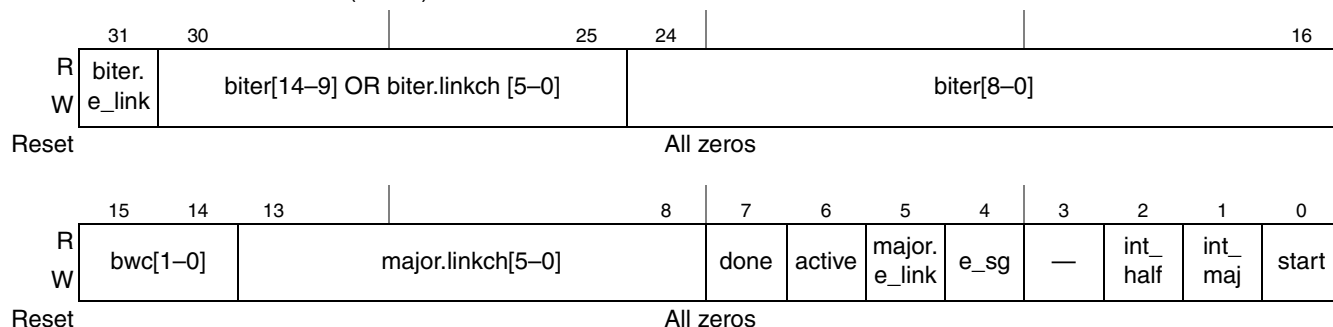 31 30 25 24 16
R
W
biter.
e_link
biter[14–9] OR biter.linkch [5–0]
biter[8–0]
Reset All zeros
15 14 13 8 7 6 5 4 3 2 1 0
R
W
bwc[1–0]
major.linkch[5–0]
done
active
major.
e_link
e_sg
—
int_
half
int_
maj
start
Reset All zeros